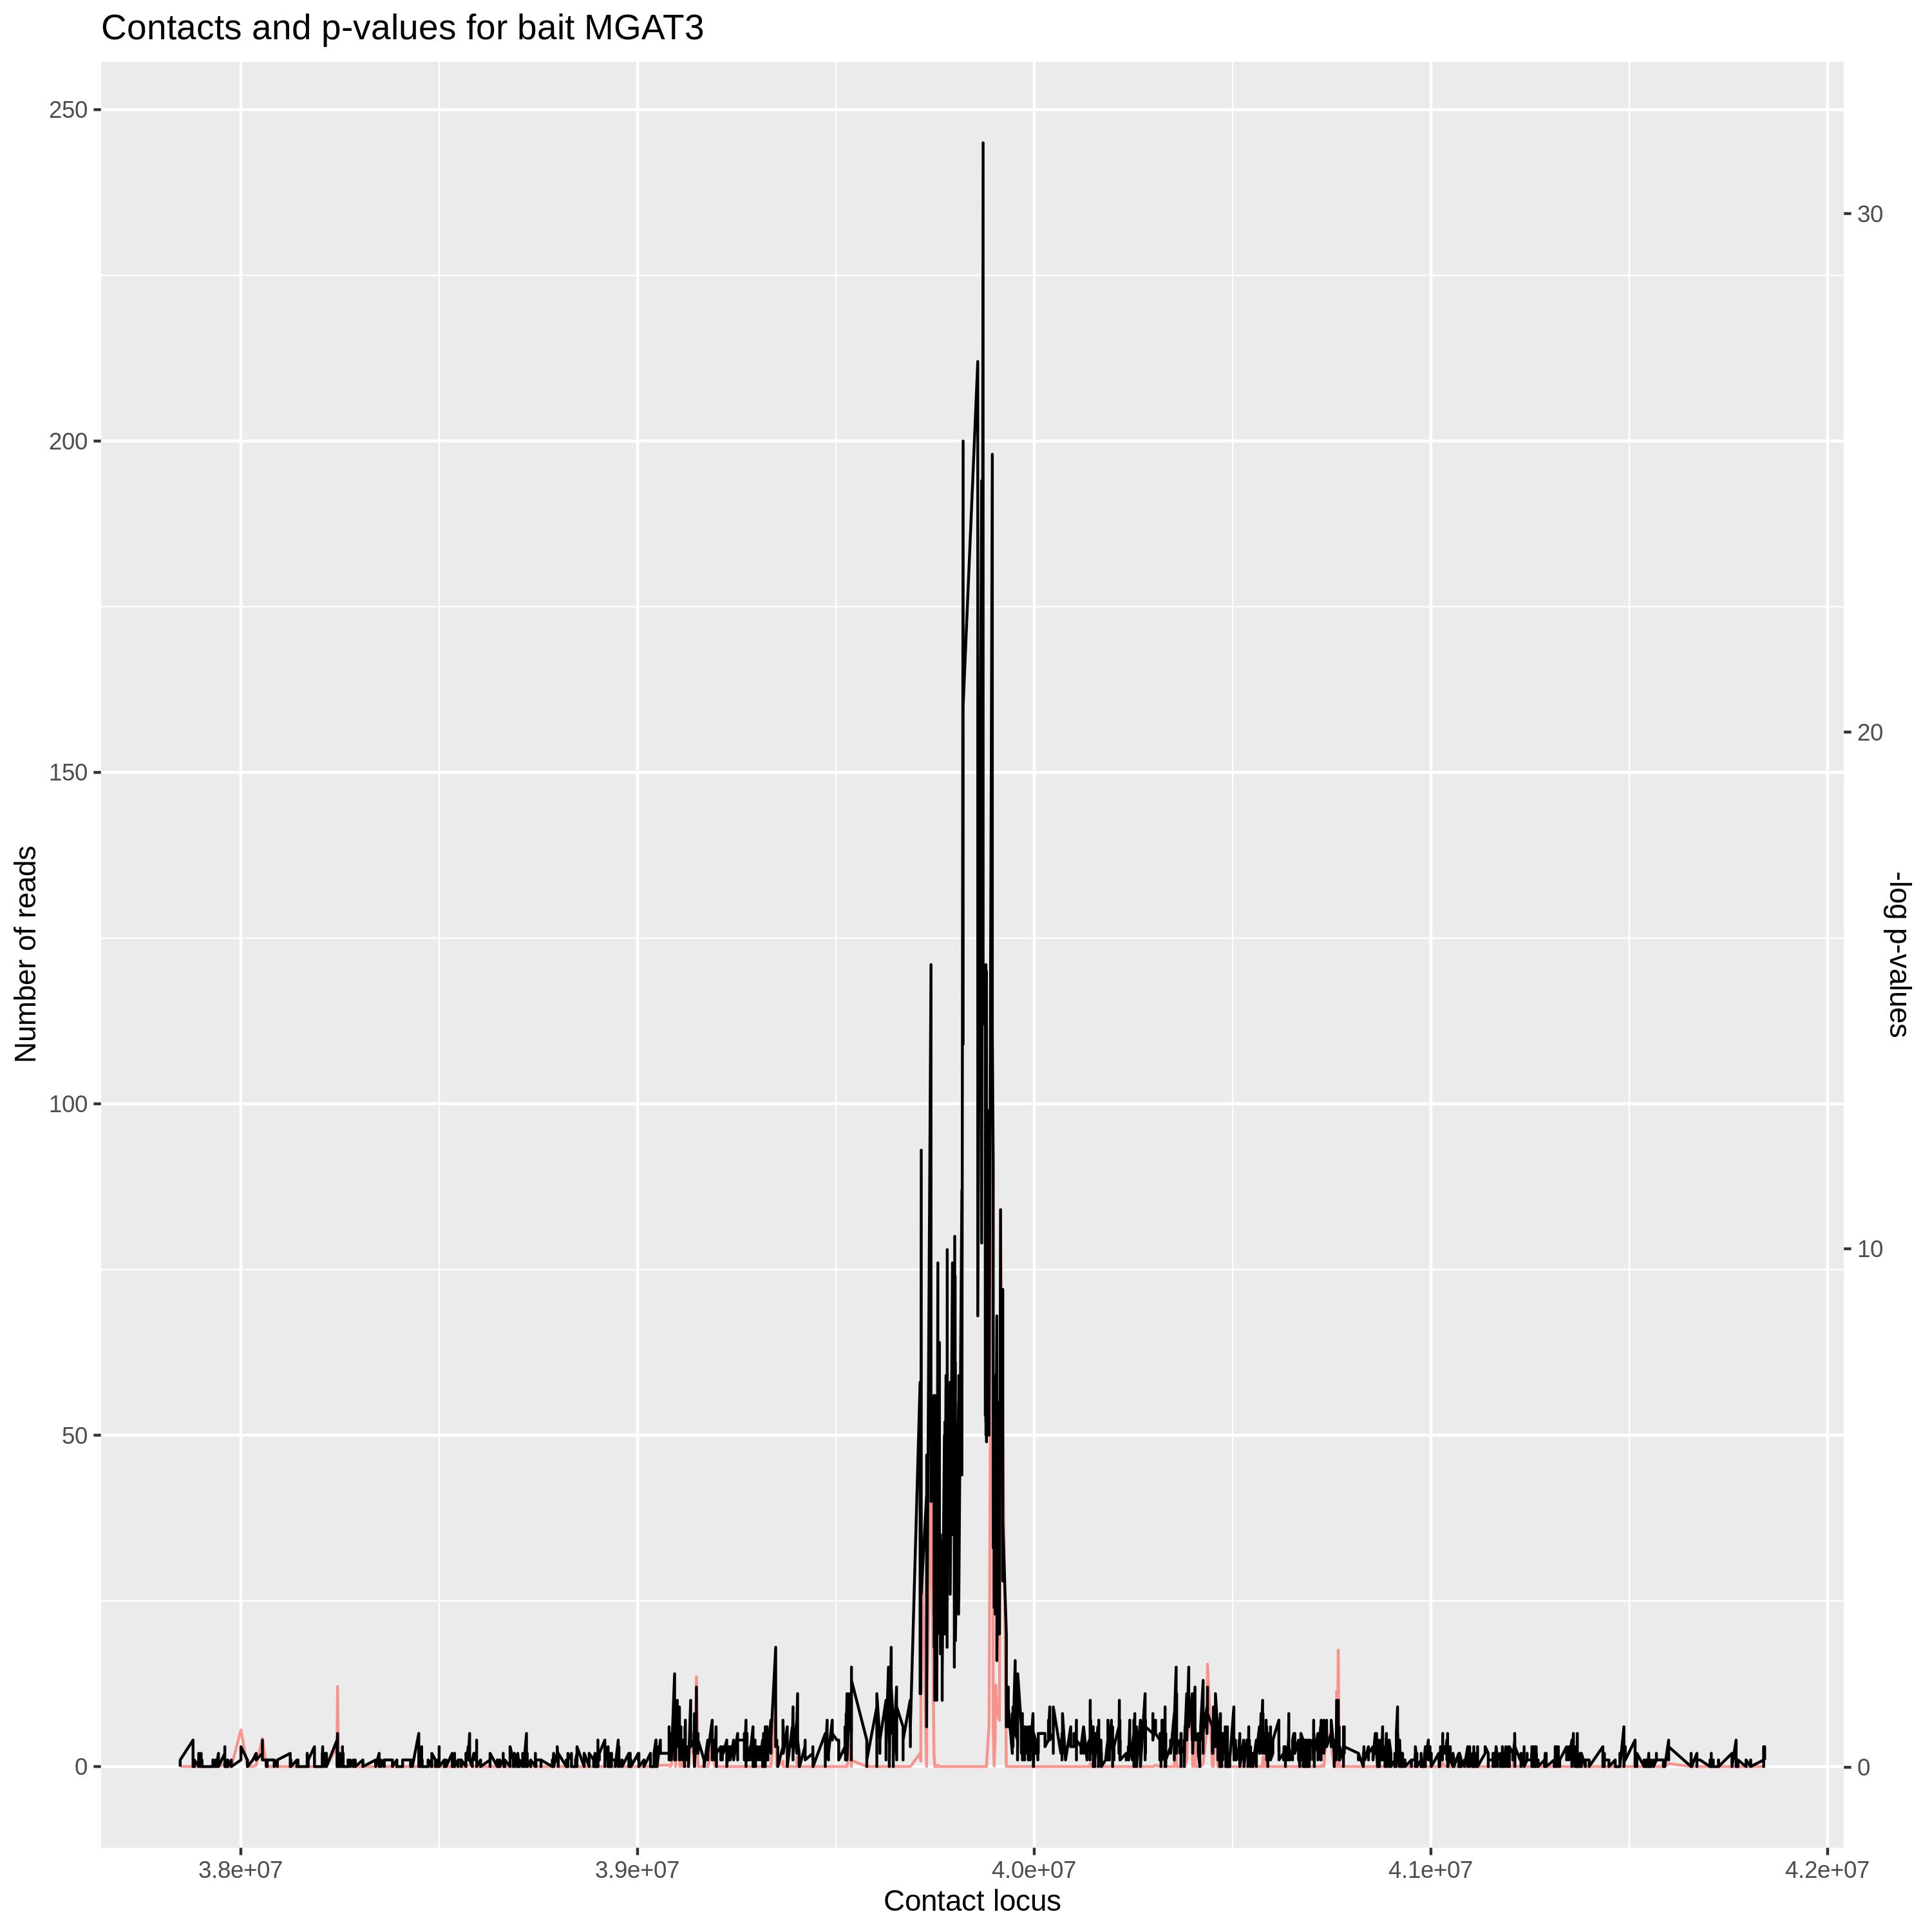 Contacts and p-values for bait MGAT3
250
200
150
100
50
0
Number of reads
30
20
10
0
-log p-values
3.8e+07 3.9e+07 4.0e+07 4.1e+07 4.2e+07
Contact locus